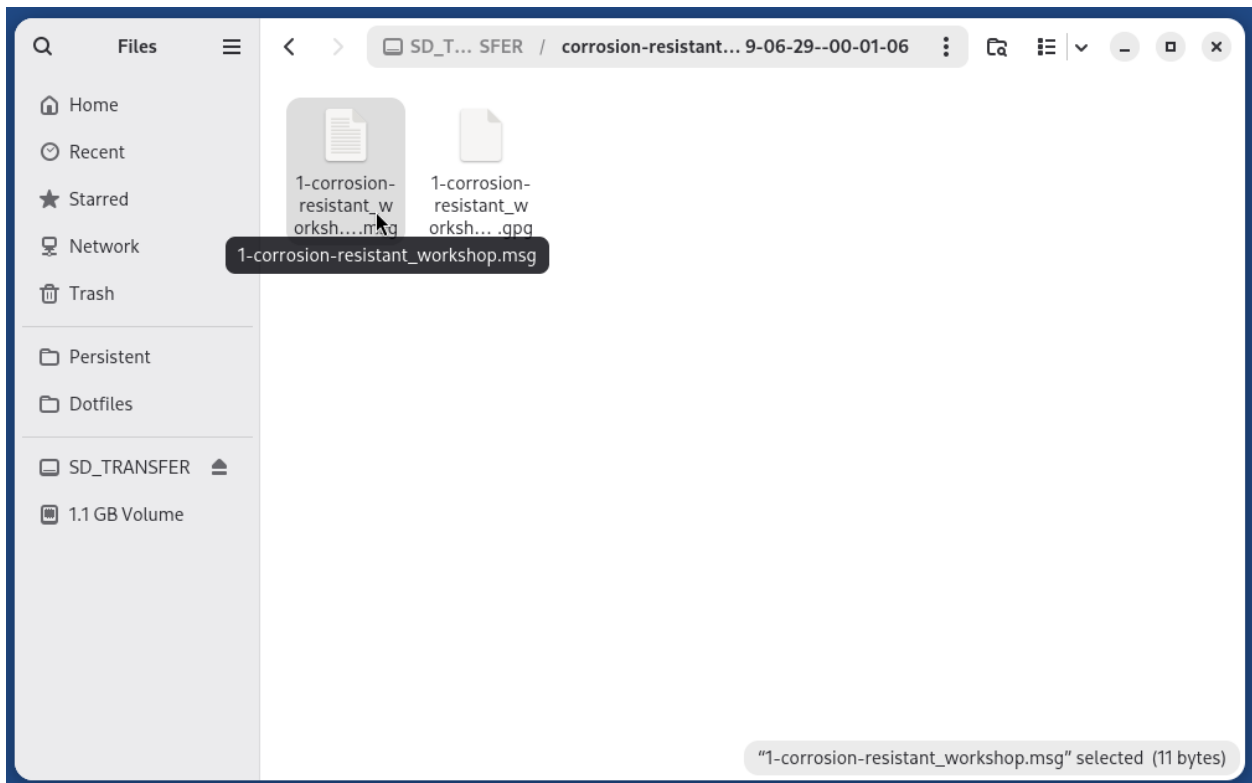 Files
SD_T... SFER / corrosion-resistant... 9-06-29--00-01-06
Home
Recent
Starred
Network
Trash
Persistent
Dotfiles
SD_TRANSFER
1.1 GB Volume
1-corrosion-
resistant_w
orksh....msg
1-corrosion-
resistant_w
orksh... .gpg
1-corrosion-resistant_workshop.msg
“1-corrosion-resistant_workshop.msg” selected (11 bytes)